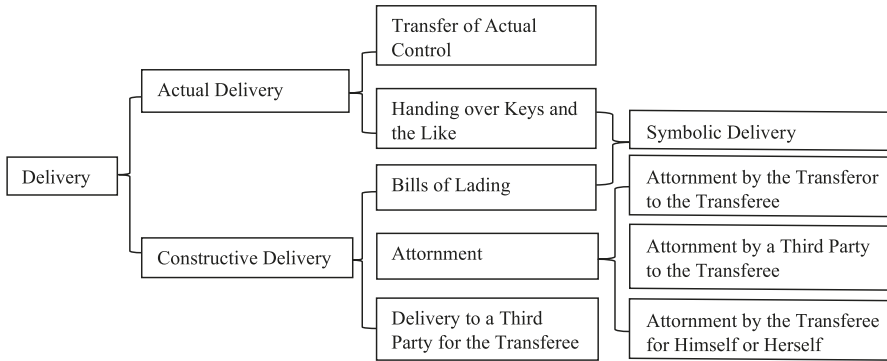 Delivery
Actual Delivery
Constructive Delivery
Transfer of Actual
Control
Handing over Keys and
the Like
Bills of Lading
Attornment
Delivery to a Third
Party for the Transferee
Symbolic Delivery
Attornment by the Transferor
to the Transferee
Attornment by a Third Party
to the Transferee
Attornment by the Transferee
for Himself or Herself